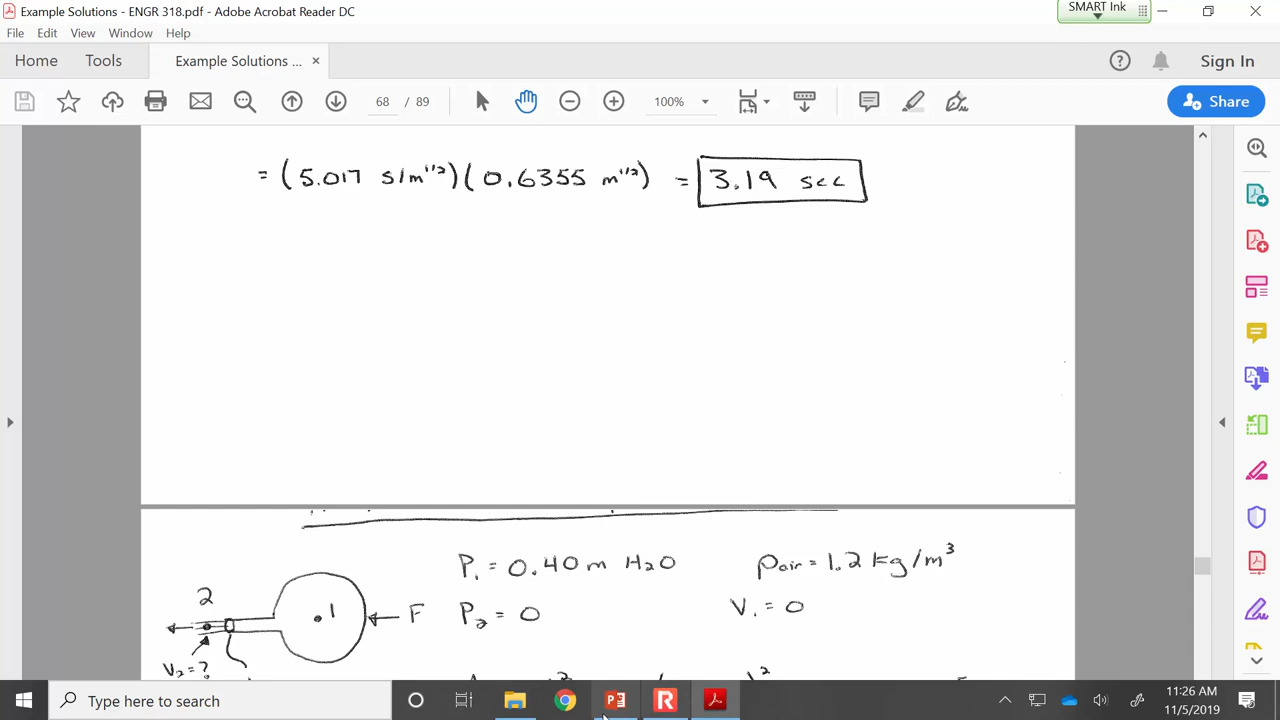 Example Solutions - ENGR 318.pdf - Adobe Acrobat Reader DC
SMART Ink
File Edit View Window Help
Home Tools Example Solutions ... × Sign In
68 / 89 100% Share
= (5.017 s/m^1/2)(0.6355 m^1/2) = 3.19 sec
P1 = 0.40 m H2O ρair = 1.2 kg/m^3
2 1 F P2 = 0 V1 = 0
V2 = ?
Type here to search
11:26 AM
11/5/2019